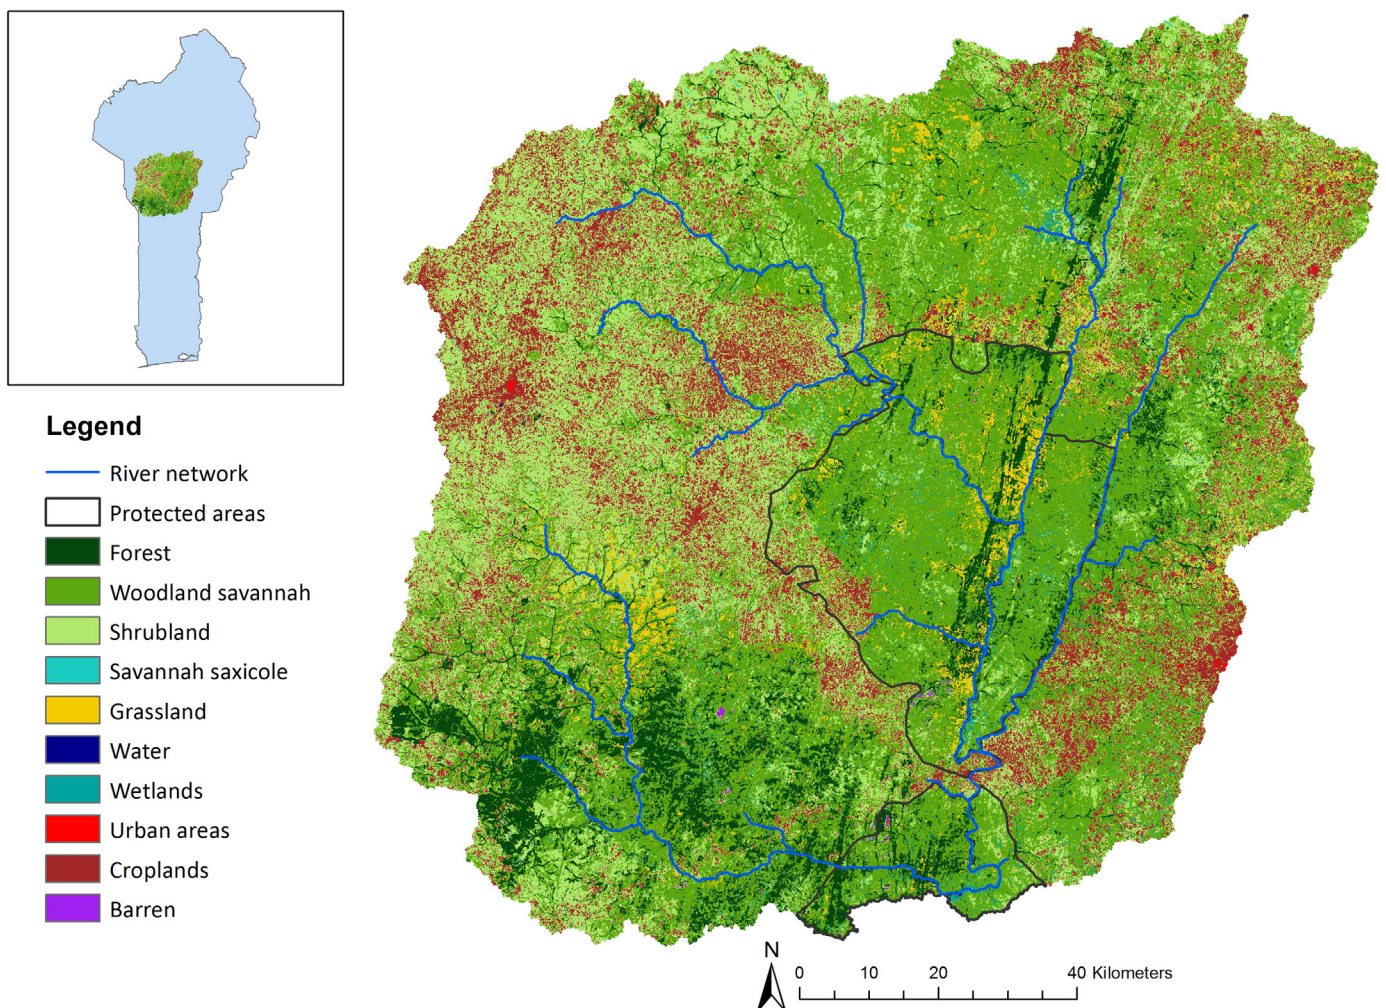 Legend
River network
Protected areas
Forest
Woodland savannah
Shrubland
Savannah saxicole
Grassland
Water
Wetlands
Urban areas
Croplands
Barren
N
0 10 20 40 Kilometers